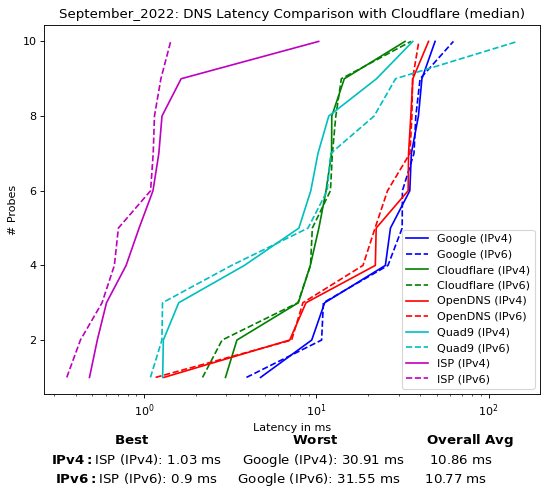 September_2022: DNS Latency Comparison with Cloudflare (median)
10
8
6
4
2
# Probes
Google (IPv4)
Google (IPv6)
Cloudflare (IPv4)
Cloudflare (IPv6)
OpenDNS (IPv4)
OpenDNS (IPv6)
Quad9 (IPv4)
Quad9 (IPv6)
ISP (IPv4)
ISP (IPv6)
10⁰ 10¹ 10²
Latency in ms
Best Worst Overall Avg
IPv4: ISP (IPv4): 1.03 ms Google (IPv4): 30.91 ms 10.86 ms
IPv6: ISP (IPv6): 0.9 ms Google (IPv6): 31.55 ms 10.77 ms